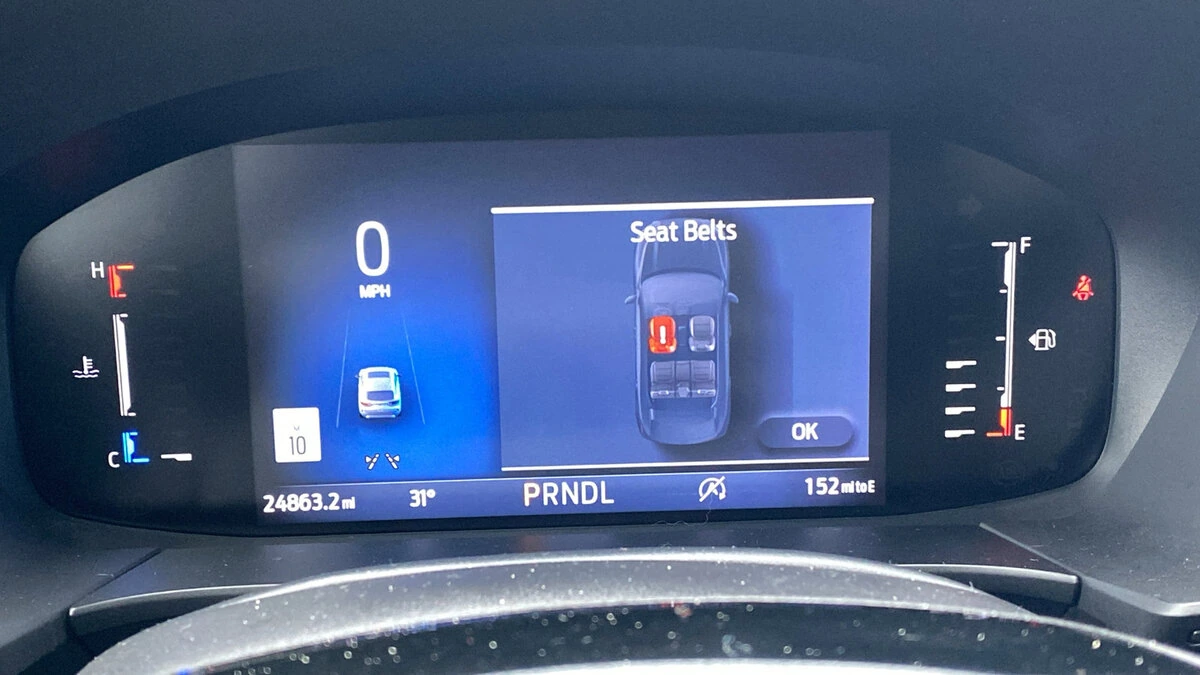 Seat Belts
0
MPH
H
C
F
E
M
10
OK
24863.2 mi
31°
PRNDL
152 mi to E